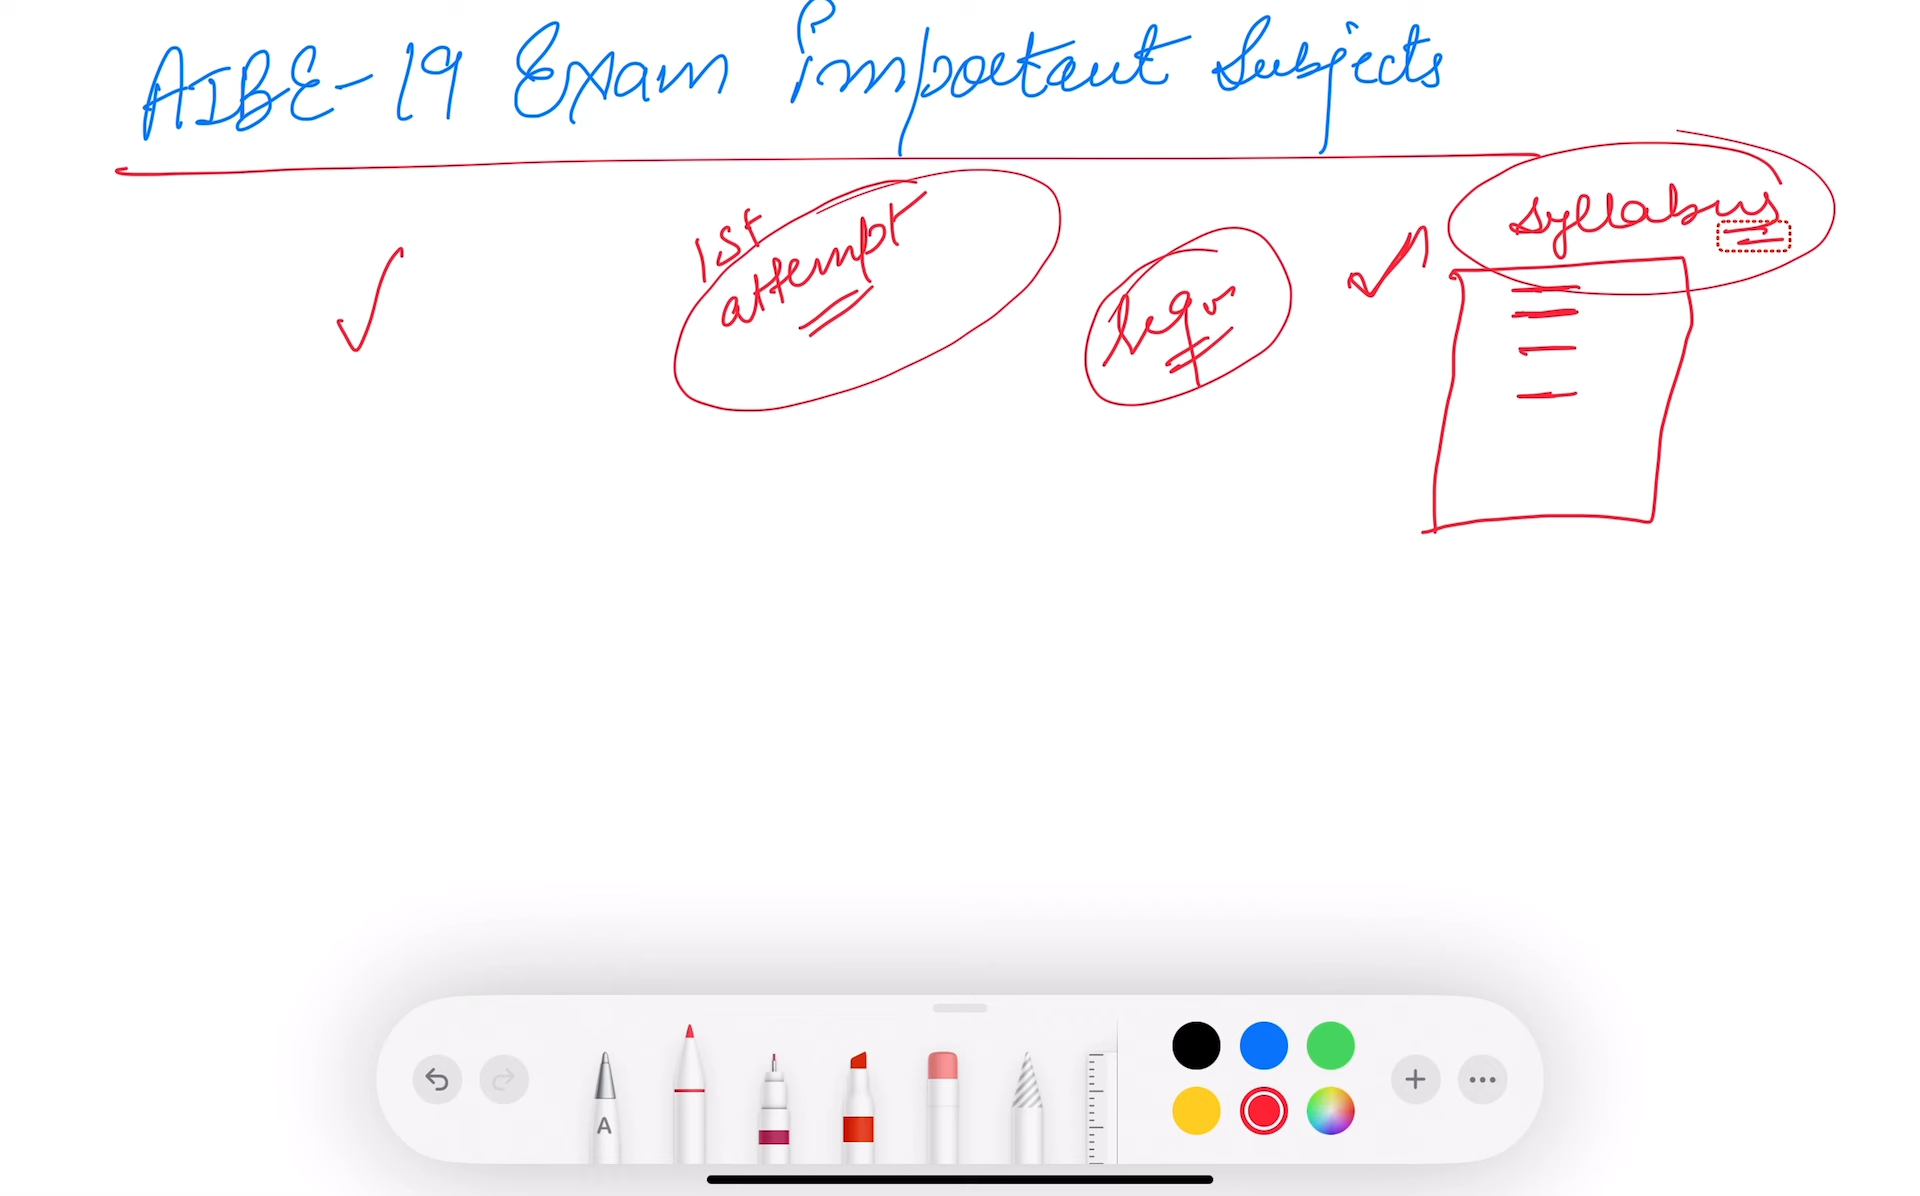 AIBE-19 Exam important Subjects
syllabus
1st
attempt
A